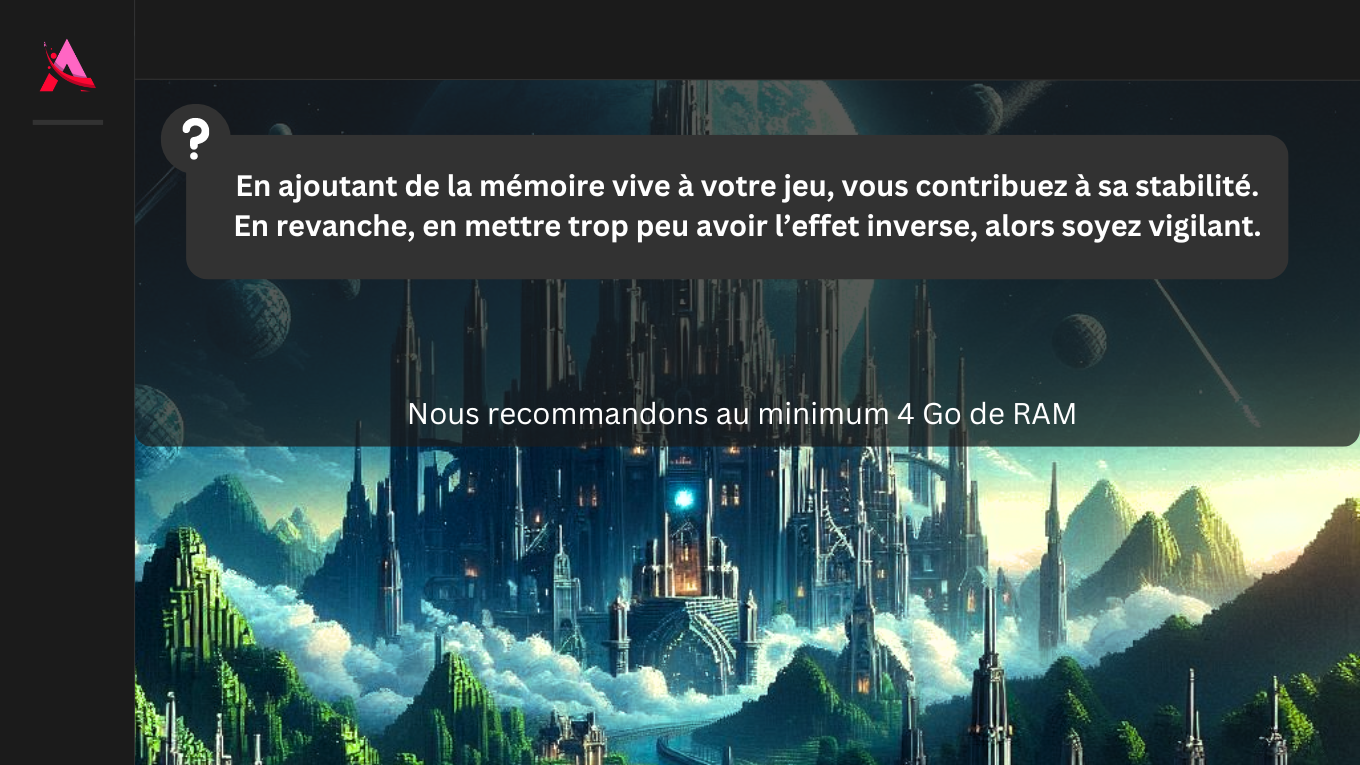 ?
En ajoutant de la mémoire vive à votre jeu, vous contribuez à sa stabilité.
En revanche, en mettre trop peu avoir l’effet inverse, alors soyez vigilant.
Nous recommandons au minimum 4 Go de RAM